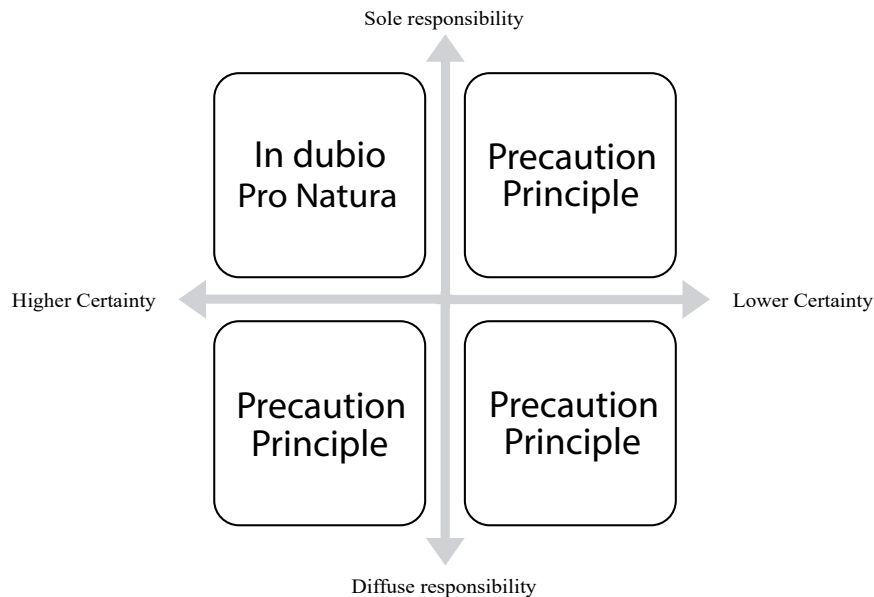 Sole responsibility
In dubio
Pro Natura
Precaution
Principle
Higher Certainty
Lower Certainty
Precaution
Principle
Precaution
Principle
Diffuse responsibility